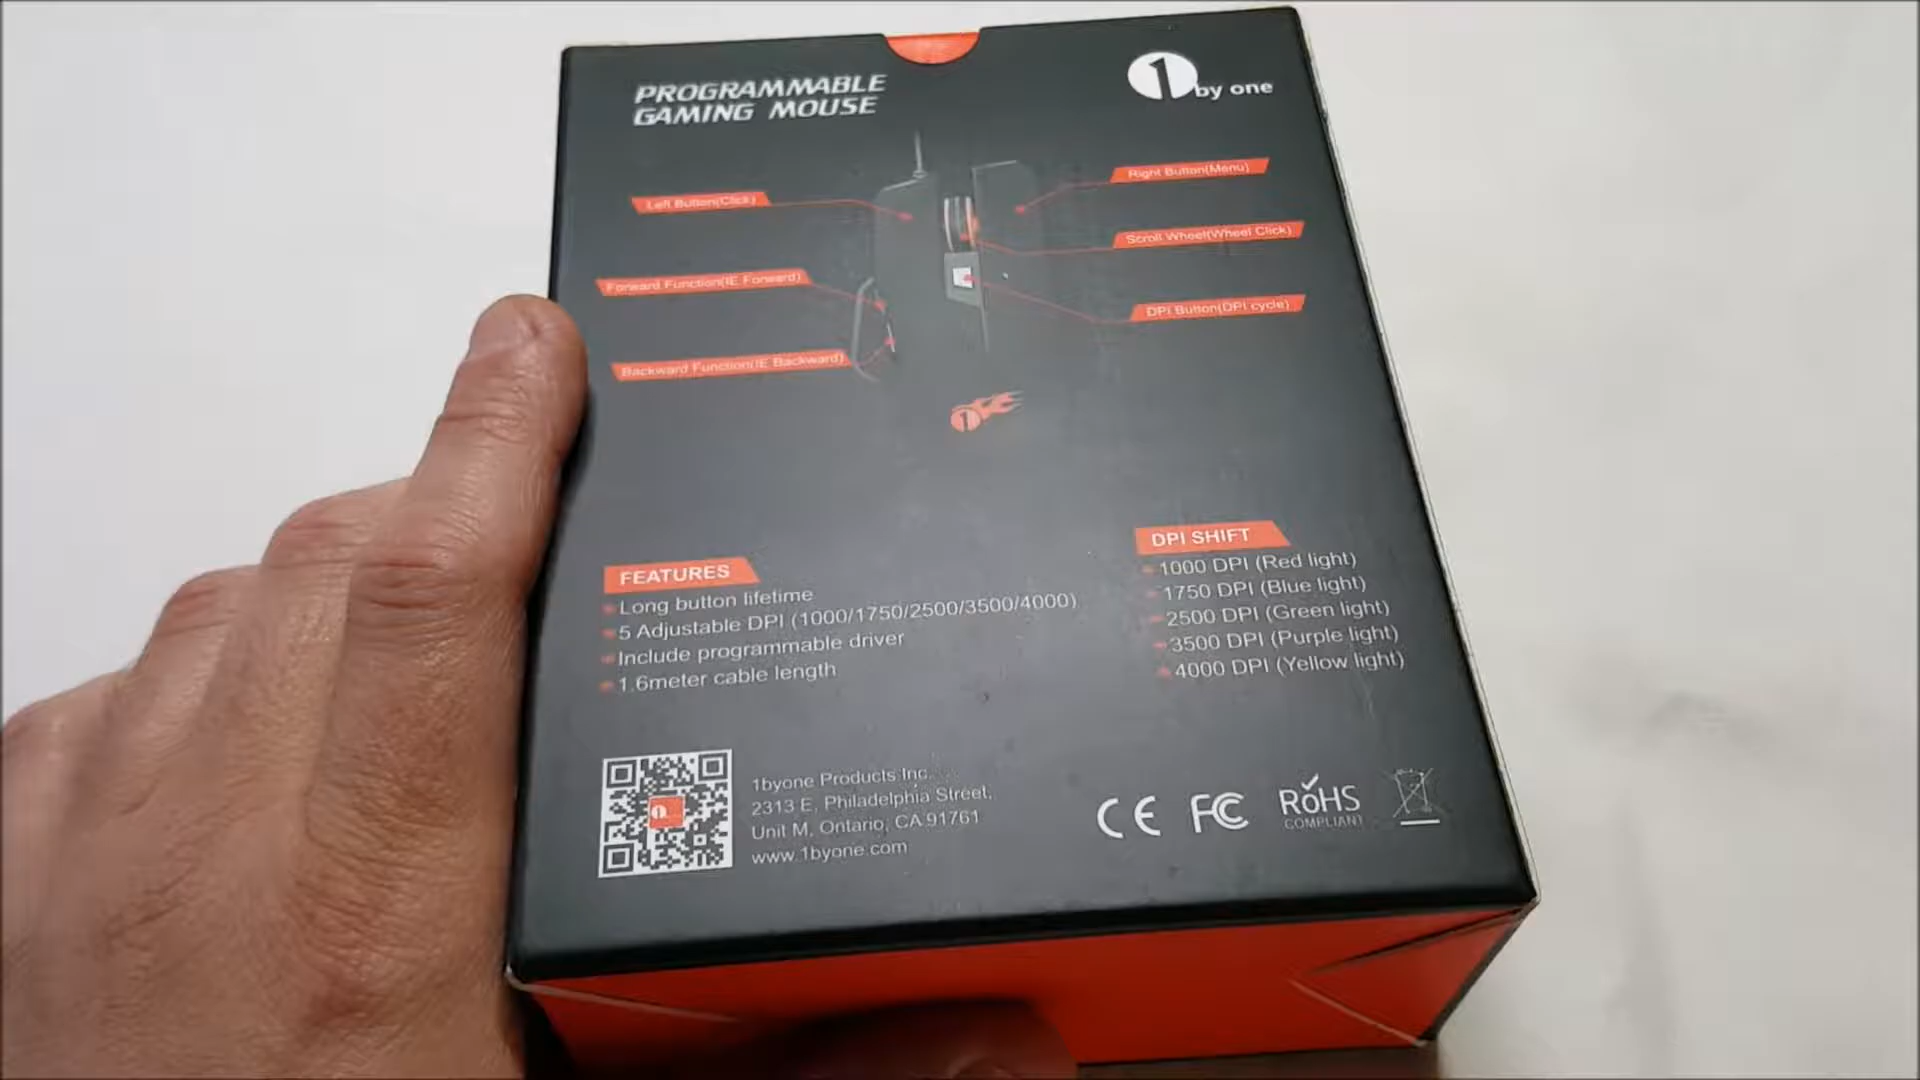 PROGRAMMABLE
GAMING MOUSE
1 by one
Left Button(Click)
Forward Function(IE Forward)
Backward Function(IE Backward)
Right Button(Menu)
Scroll Wheel(Wheel Click)
DPI Button(DPI cycle)
1
FEATURES
Long button lifetime
5 Adjustable DPI (1000/1750/2500/3500/4000)
Include programmable driver
1.6meter cable length
DPI SHIFT
1000 DPI (Red light)
1750 DPI (Blue light)
2500 DPI (Green light)
3500 DPI (Purple light)
4000 DPI (Yellow light)
1byone Products Inc.
2313 E. Philadelphia Street,
Unit M, Ontario, CA 91761
www.1byone.com
CE FC RoHS
COMPLIANT